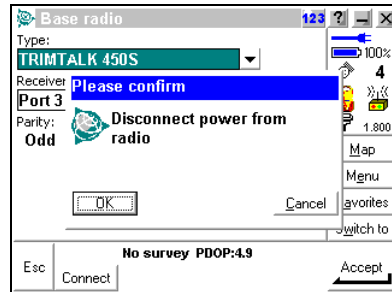 Base radio
123
?
Type:
100%
TRIMTALK 450S
4
Receiver
Please confirm
Port 3
Disconnect power from
radio
Parity:
Odd
1.800
Map
Menu
OK
Cancel
avorites
witch to
No survey PDOP:4.9
Esc
Connect
Accept